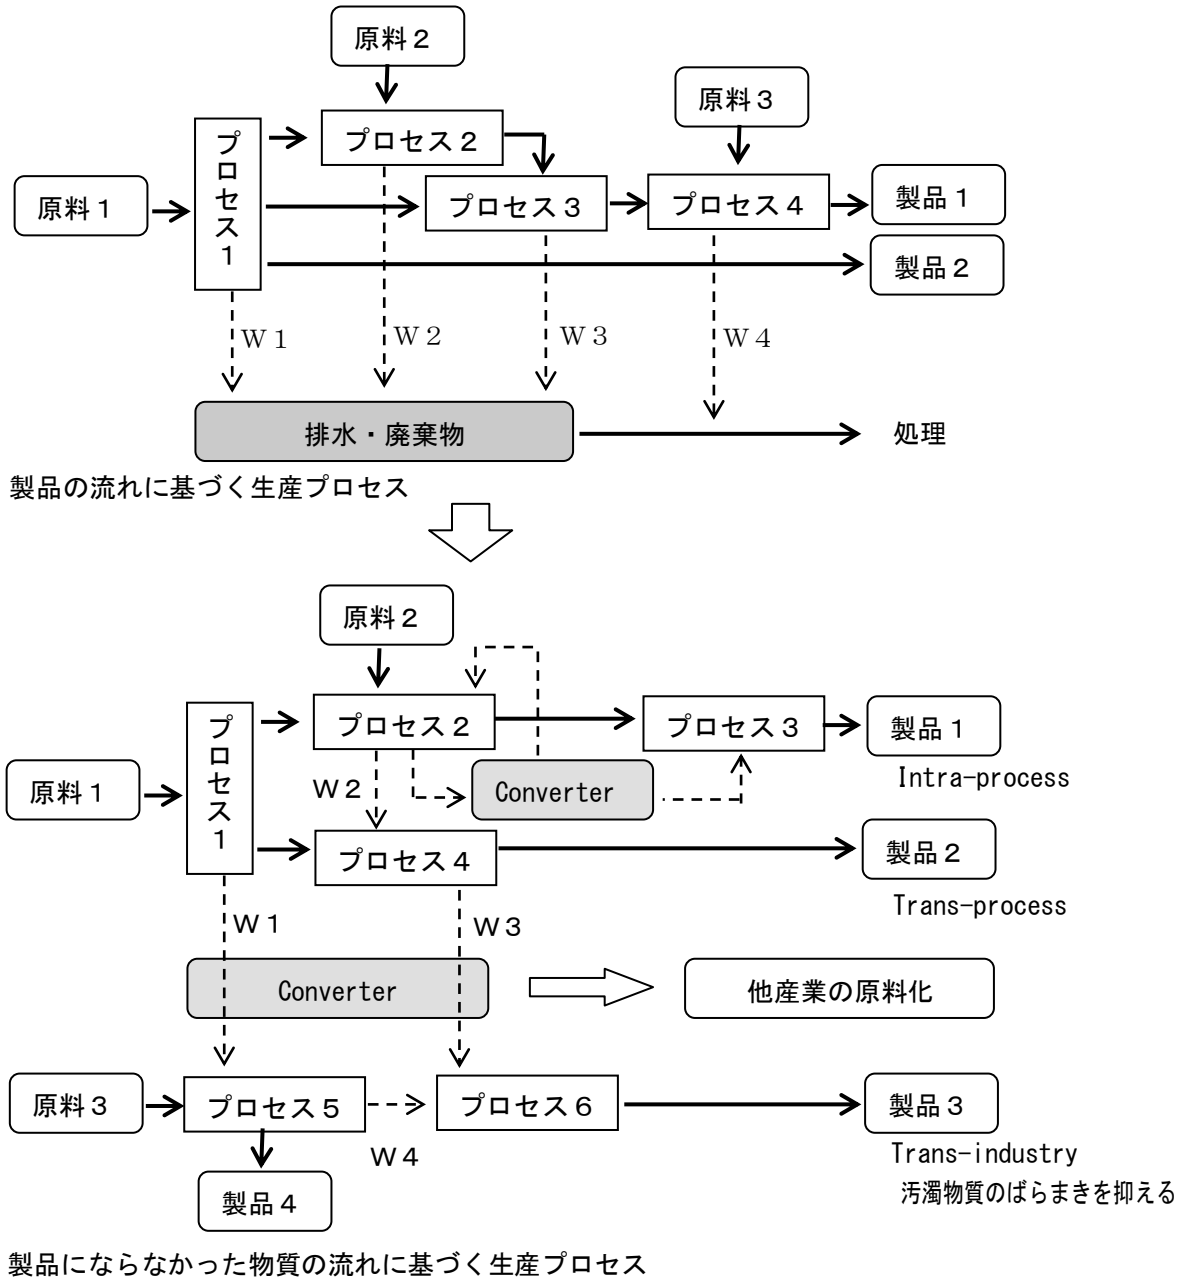 原料２
原料３
プロセス１
プロセス２
原料１
プロセス３
プロセス４
製品１
製品２
Ｗ１
Ｗ２
Ｗ３
Ｗ４
排水・廃棄物
処理
製品の流れに基づく生産プロセス
原料２
プロセス１
プロセス２
プロセス３
製品１
Intra-process
原料１
Ｗ２
Converter
プロセス４
製品２
Trans-process
Ｗ１
Ｗ３
Converter
他産業の原料化
原料３
プロセス５
プロセス６
製品３
Ｗ４
Trans-industry
汚濁物質のばらまきを抑える
製品４
製品にならなかった物質の流れに基づく生産プロセス